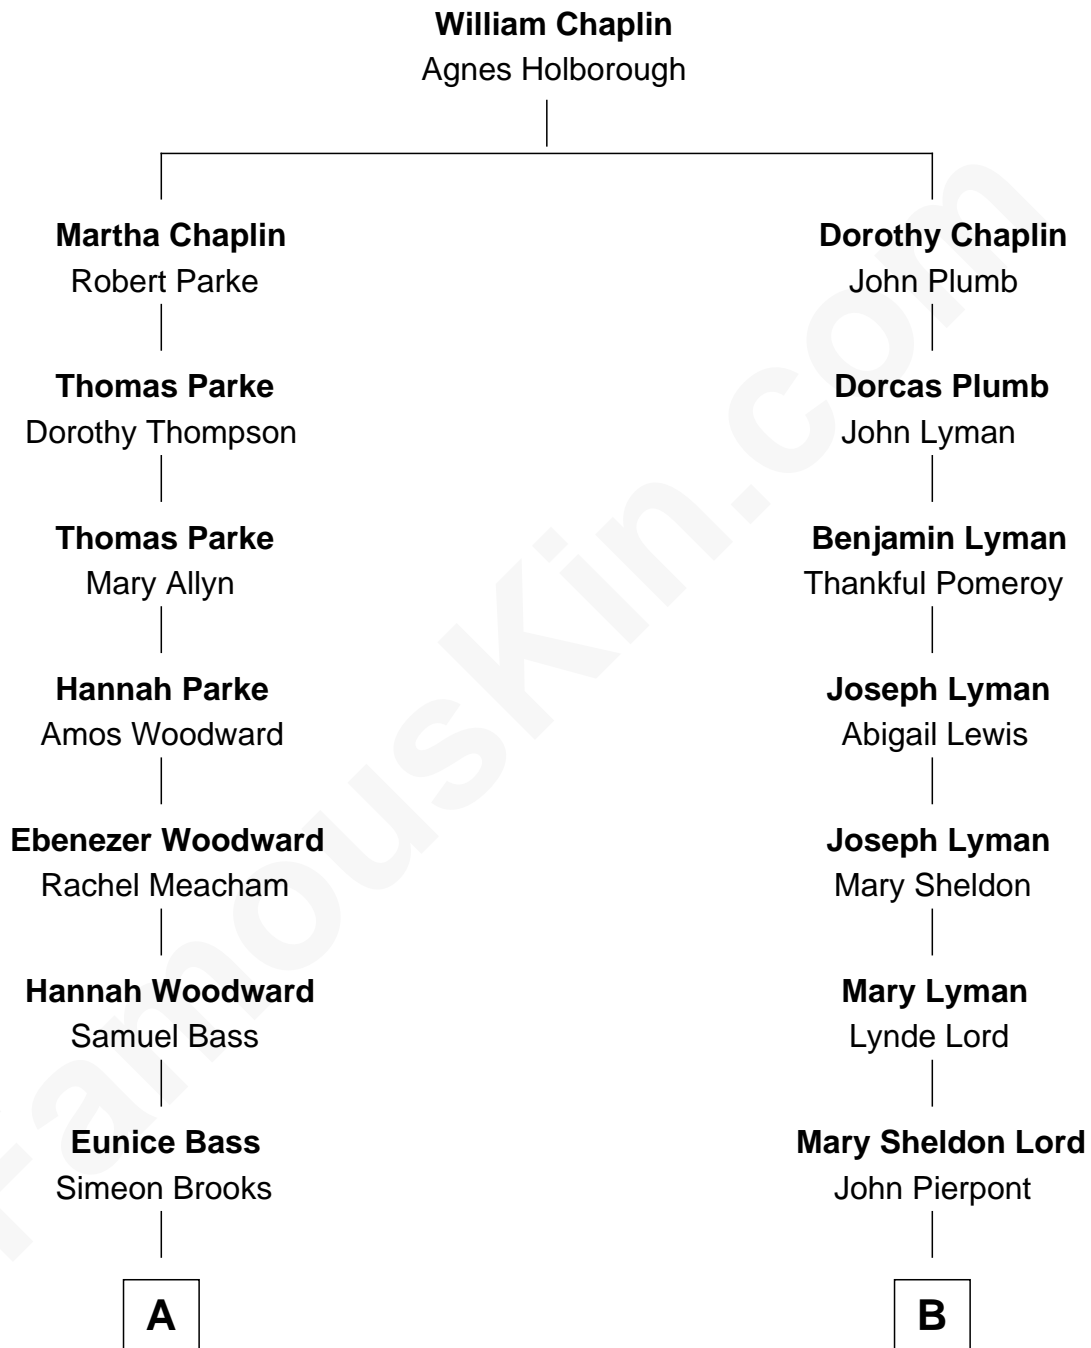 William Chaplin
Agnes Holborough
Martha Chaplin
Robert Parke
Dorothy Chaplin
John Plumb
Thomas Parke
Dorothy Thompson
Dorcas Plumb
John Lyman
Thomas Parke
Mary Allyn
Benjamin Lyman
Thankful Pomeroy
Hannah Parke
Amos Woodward
Joseph Lyman
Abigail Lewis
Ebenezer Woodward
Rachel Meacham
Joseph Lyman
Mary Sheldon
Hannah Woodward
Samuel Bass
Mary Lyman
Lynde Lord
Eunice Bass
Simeon Brooks
Mary Sheldon Lord
John Pierpont
A
B
FamousKin.com